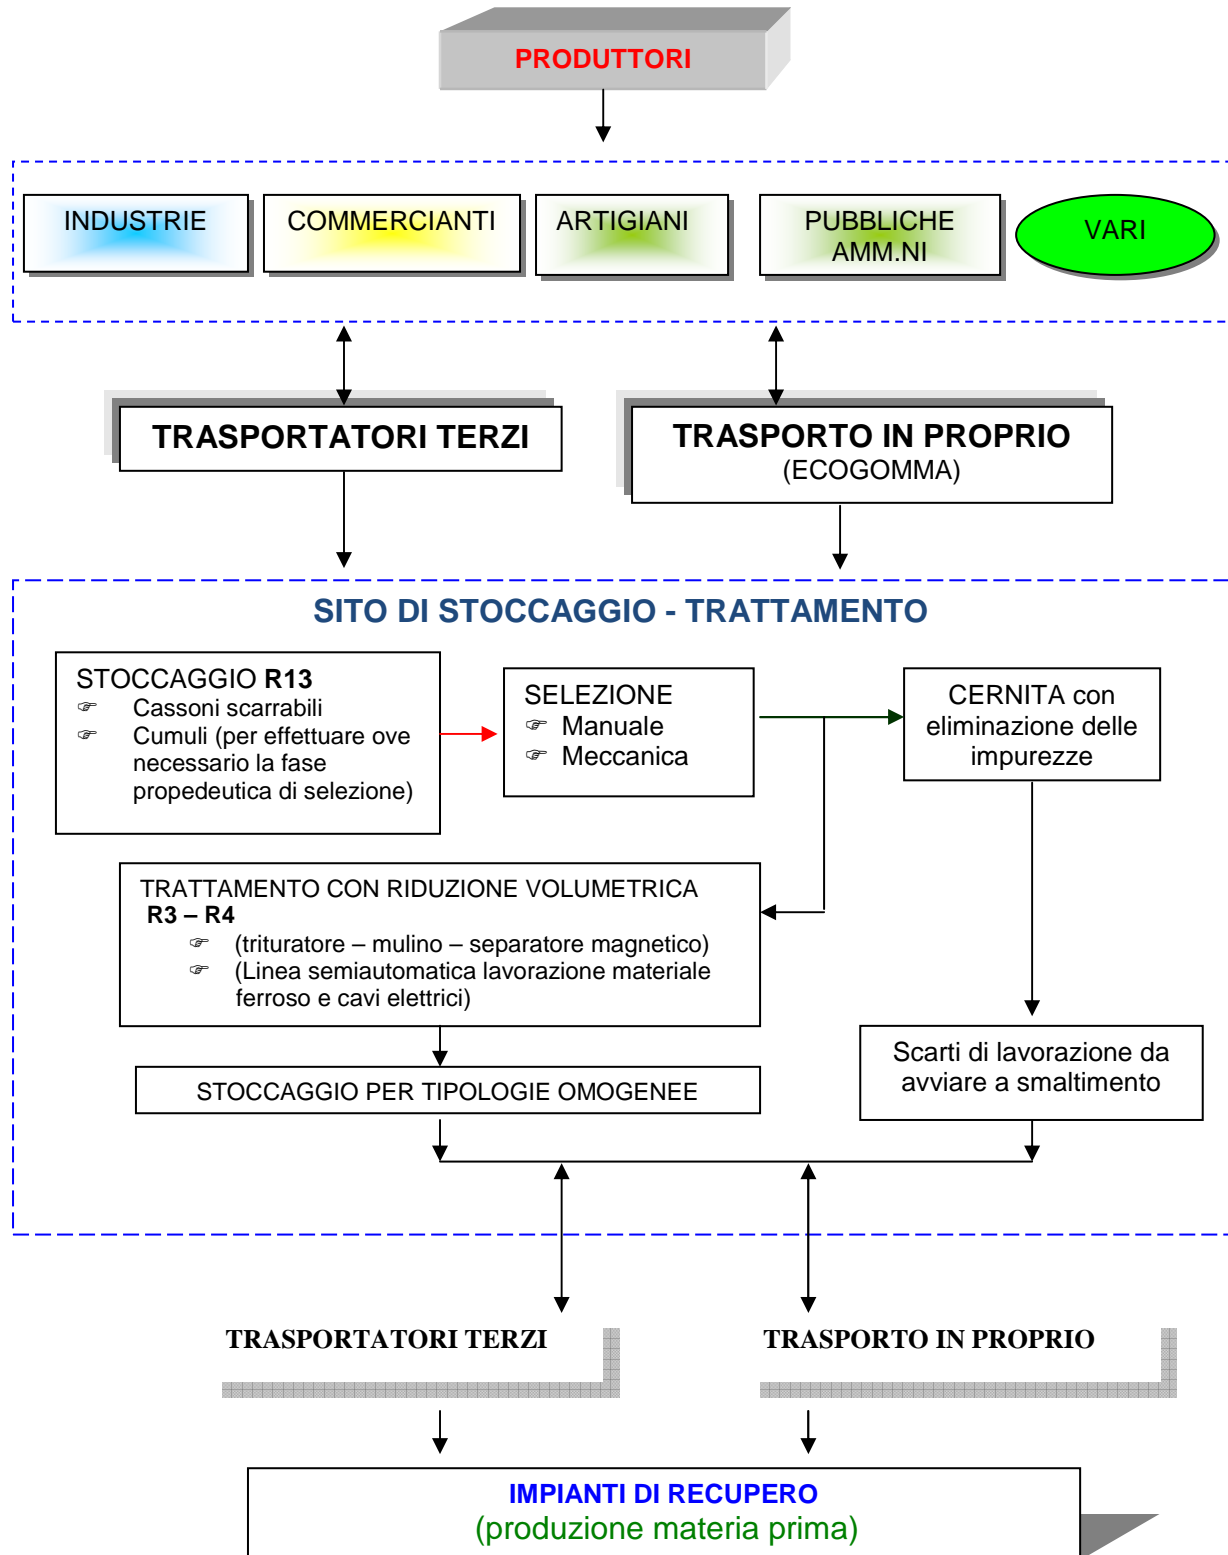 PRODUTTORI
INDUSTRIE
COMMERCIANTI
ARTIGIANI
PUBBLICHE
AMM.NI
VARI
TRASPORTATORI TERZI
TRASPORTO IN PROPRIO
(ECOGOMMA)
SITO DI STOCCAGGIO - TRATTAMENTO
STOCCAGGIO R13
☞ Cassoni scarrabili
☞ Cumuli (per effettuare ove
necessario la fase
propedeutica di selezione)
SELEZIONE
☞ Manuale
☞ Meccanica
CERNITA con
eliminazione delle
impurezze
TRATTAMENTO CON RIDUZIONE VOLUMETRICA
R3 – R4
☞ (trituratore – mulino – separatore magnetico)
☞ (Linea semiautomatica lavorazione materiale
ferroso e cavi elettrici)
STOCCAGGIO PER TIPOLOGIE OMOGENEE
Scarti di lavorazione da
avviare a smaltimento
TRASPORTATORI TERZI
TRASPORTO IN PROPRIO
IMPIANTI DI RECUPERO
(produzione materia prima)